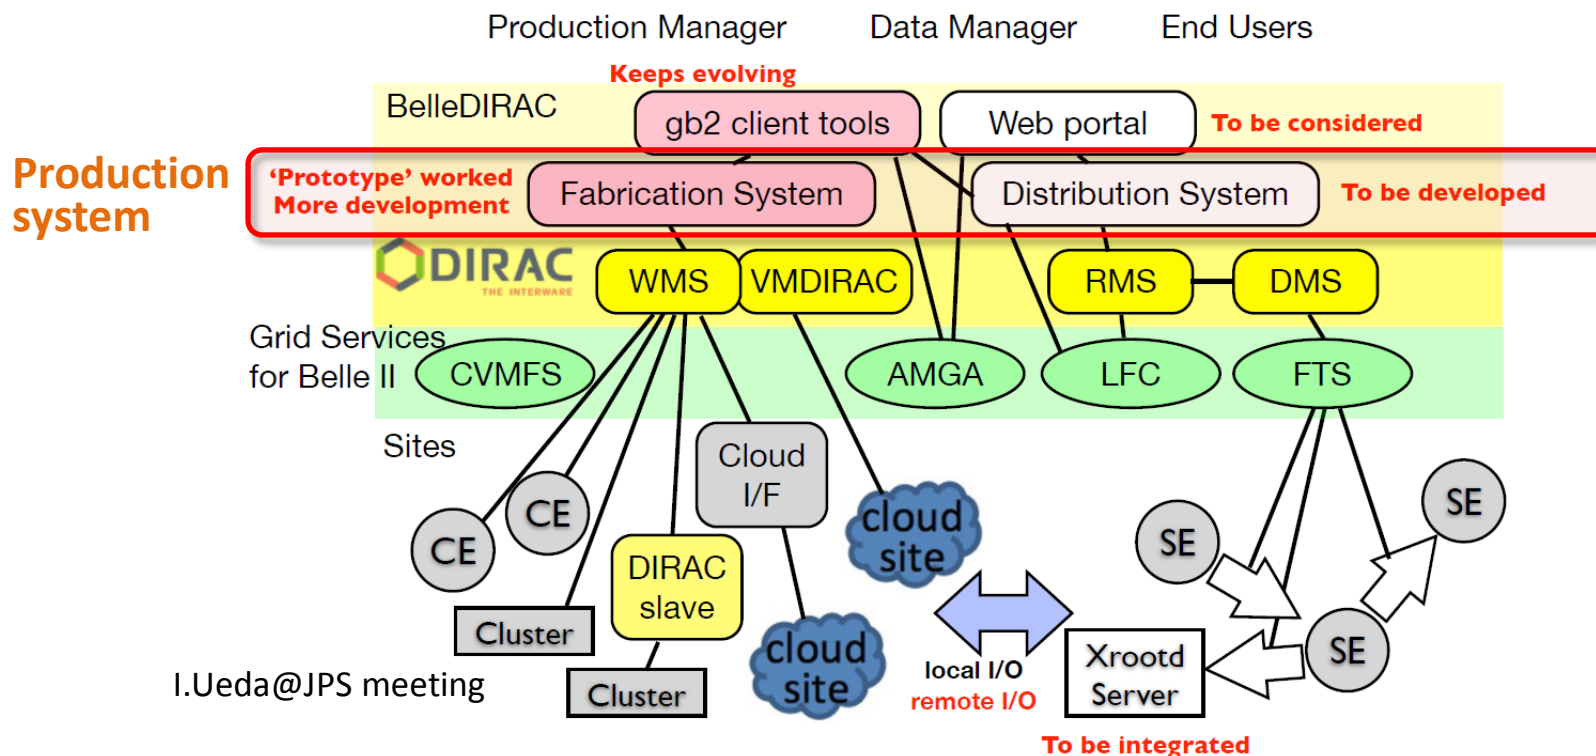 Production Manager
Data Manager
End Users
Keeps evolving
BelleDIRAC
gb2 client tools
Web portal
To be considered
Production
system
'Prototype' worked
More development
Fabrication System
Distribution System
To be developed
DIRAC
THE INTERWARE
WMS
VMDIRAC
RMS
DMS
Grid Services
for Belle II
CVMFS
AMGA
LFC
FTS
Sites
CE
CE
Cloud
I/F
cloud
site
SE
SE
DIRAC
slave
Cluster
Cluster
cloud
site
local I/O
remote I/O
Xrootd
Server
SE
I.Ueda@JPS meeting
To be integrated